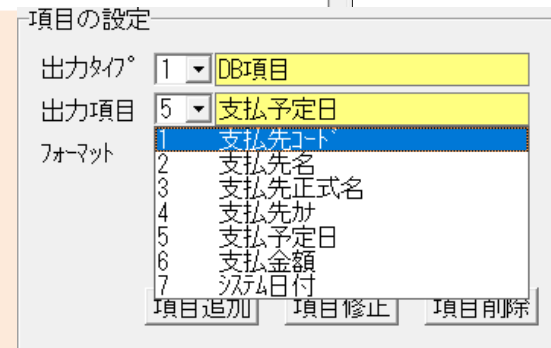 項目の設定
出力ﾀｲﾌﾟ 1 DB項目
出力項目 5 支払予定日
ﾌｫｰﾏｯﾄ
1 支払先ｺｰﾄﾞ
2 支払先名
3 支払先正式名
4 支払先ｶﾅ
5 支払予定日
6 支払金額
7 ｼｽﾃﾑ日付
項目追加 項目修正 項目削除